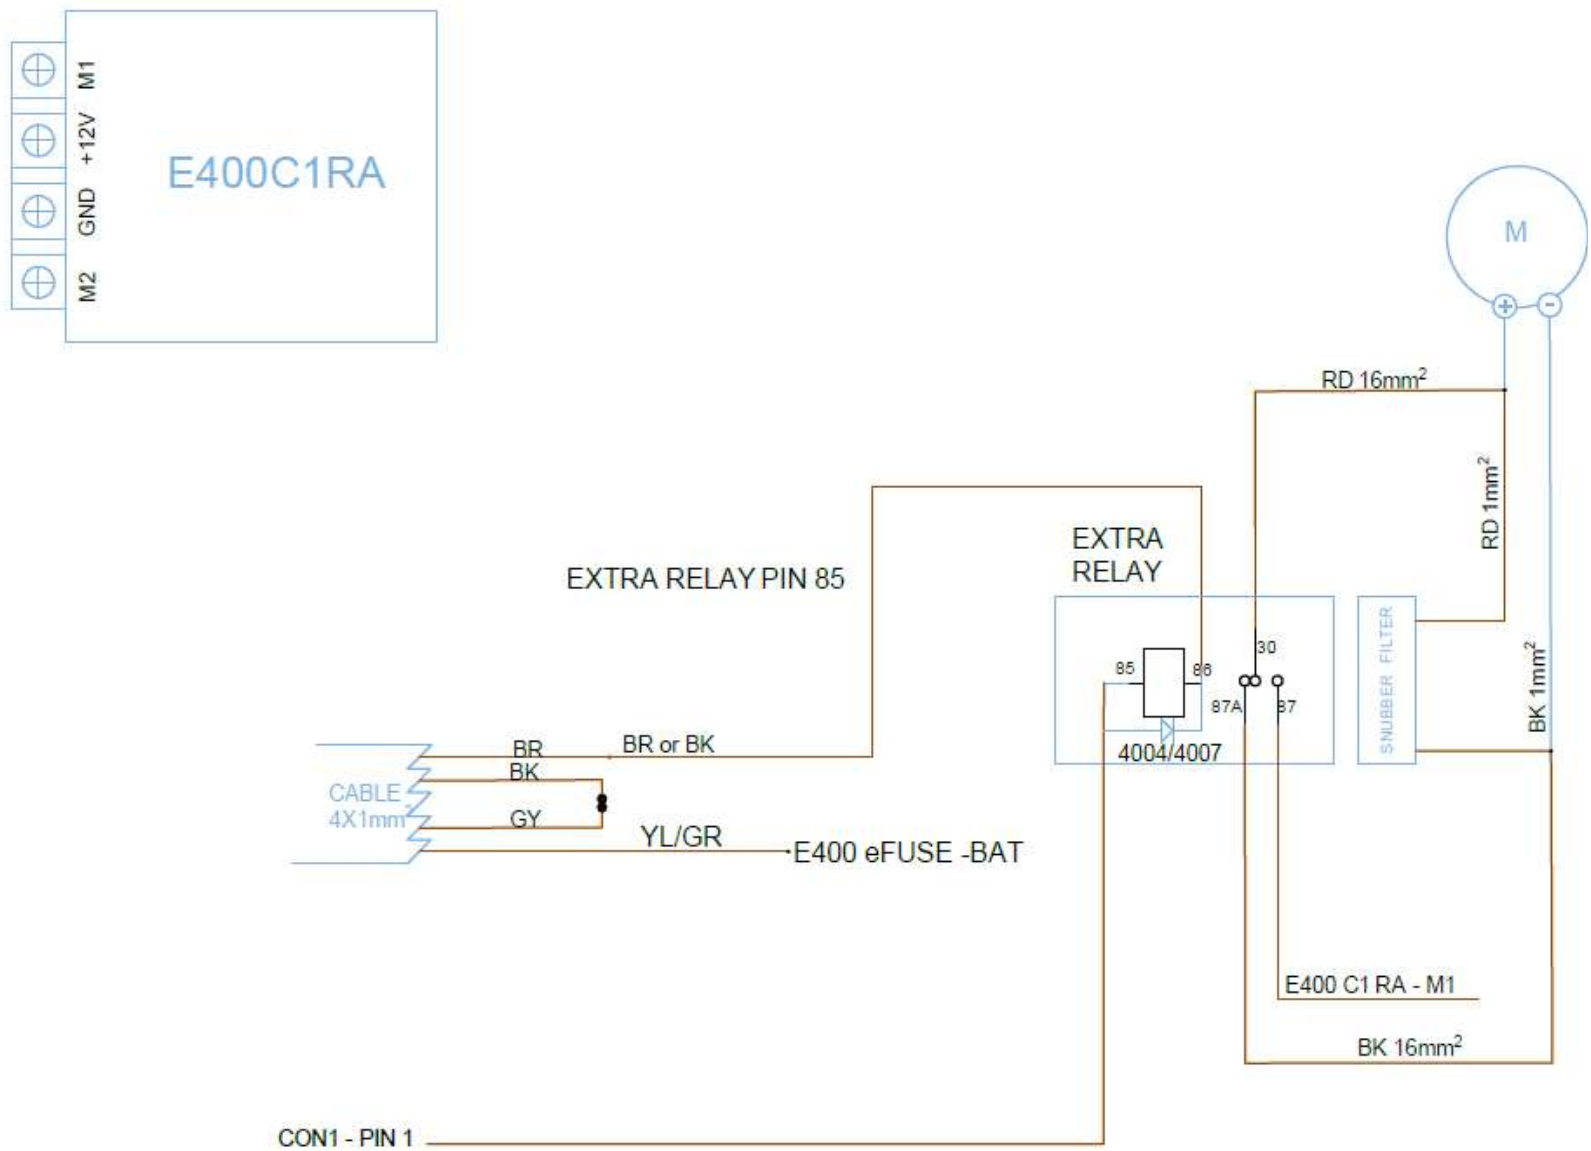 M1
+12V
GND
M2
E400C1RA
M
+
-
RD 16mm²
RD 1mm²
EXTRA
RELAY
EXTRA RELAY PIN 85
85
86
30
87A
87
4004/4007
SNUBBER FILTER
BK 1mm²
BR
BR or BK
BK
CABLE
4X1mm
GY
YL/GR
E400 eFUSE -BAT
E400 C1 RA - M1
BK 16mm²
CON1 - PIN 1